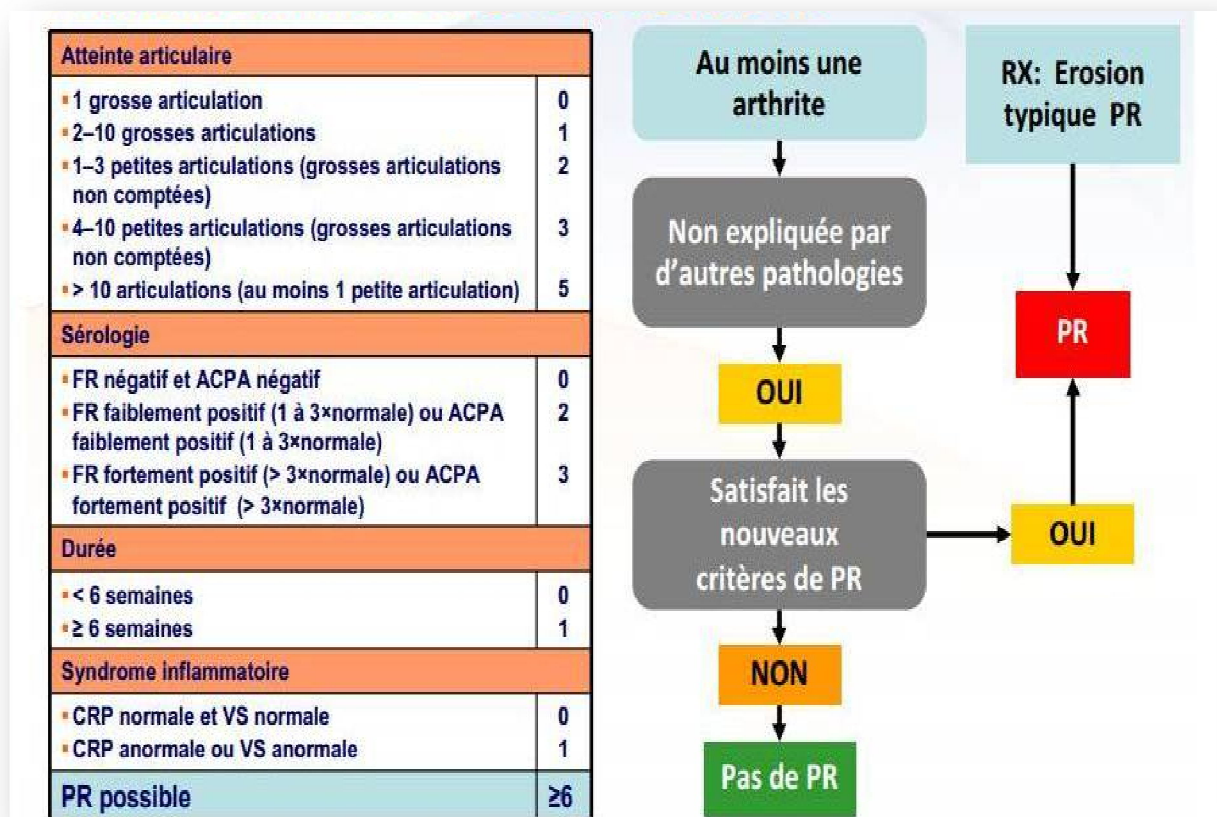 Atteinte articulaire
▪ 1 grosse articulation 0
▪ 2–10 grosses articulations 1
▪ 1–3 petites articulations (grosses articulations 2
non comptées)
▪ 4–10 petites articulations (grosses articulations 3
non comptées)
▪ > 10 articulations (au moins 1 petite articulation) 5
Sérologie
▪ FR négatif et ACPA négatif 0
▪ FR faiblement positif (1 à 3×normale) ou ACPA 2
faiblement positif (1 à 3×normale)
▪ FR fortement positif (> 3×normale) ou ACPA 3
fortement positif (> 3×normale)
Durée
▪ < 6 semaines 0
▪ ≥ 6 semaines 1
Syndrome inflammatoire
▪ CRP normale et VS normale 0
▪ CRP anormale ou VS anormale 1
PR possible ≥6
Au moins une
arthrite
Non expliquée par
d'autres pathologies
OUI
Satisfait les
nouveaux
critères de PR
NON
Pas de PR
RX: Erosion
typique PR
PR
OUI